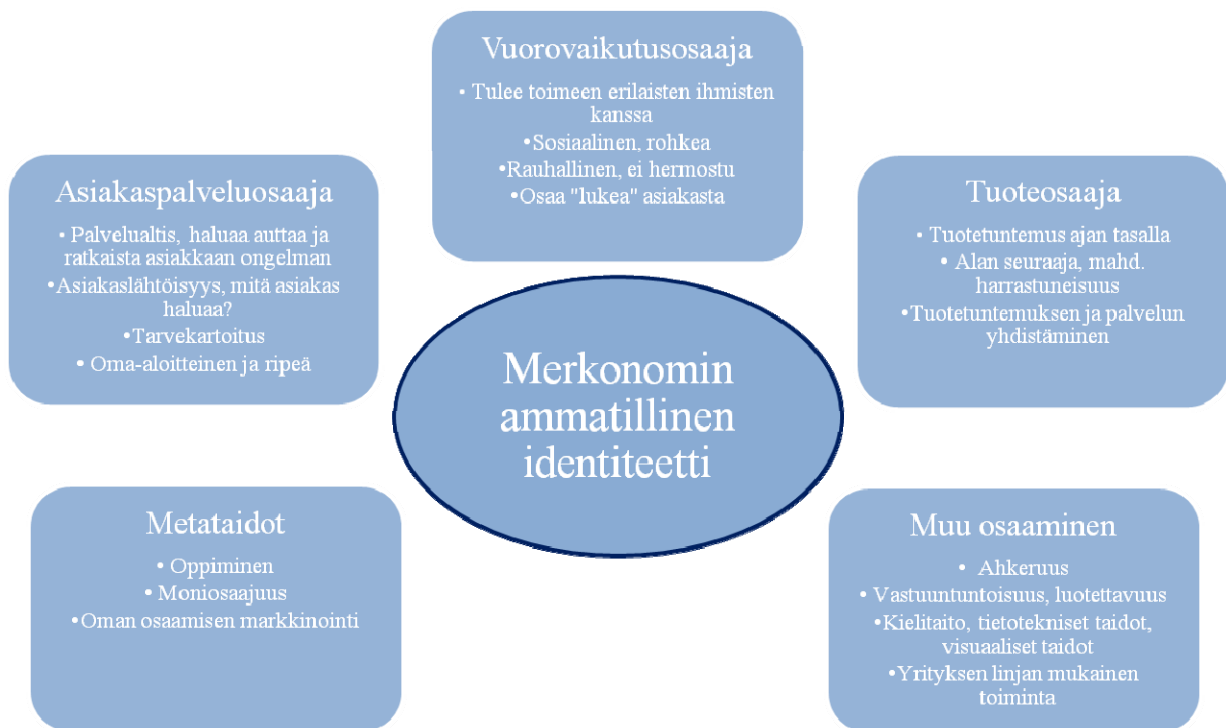 Vuorovaikutusosaaja
• Tulee toimeen erilaisten ihmisten
kanssa
•Sosiaalinen, rohkea
•Rauhallinen, ei hermostu
•Osaa "lukea" asiakasta
Asiakaspalveluosaaja
• Palvelualtis, haluaa auttaa ja
ratkaista asiakkaan ongelman
•Asiakaslähtöisyys, mitä asiakas
haluaa?
•Tarvekartoitus
• Oma-aloitteinen ja ripeä
Tuoteosaaja
• Tuotetuntemus ajan tasalla
• Alan seuraaja, mahd.
harrastuneisuus
•Tuotetuntemuksen ja palvelun
yhdistäminen
Merkonomin
ammatillinen
identiteetti
Metataidot
• Oppiminen
• Moniosaajuus
•Oman osaamisen markkinointi
Muu osaaminen
• Ahkeruus
• Vastuuntuntoisuus, luotettavuus
•Kielitaito, tietotekniset taidot,
visuaaliset taidot
•Yrityksen linjan mukainen
toiminta